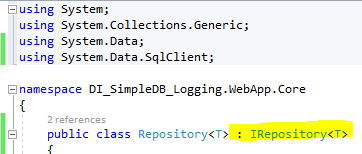 using System;
using System.Collections.Generic;
using System.Data;
using System.Data.SqlClient;
namespace DI_SimpleDB_Logging.WebApp.Core
{
2 references
public class Repository<T> : IRepository<T>